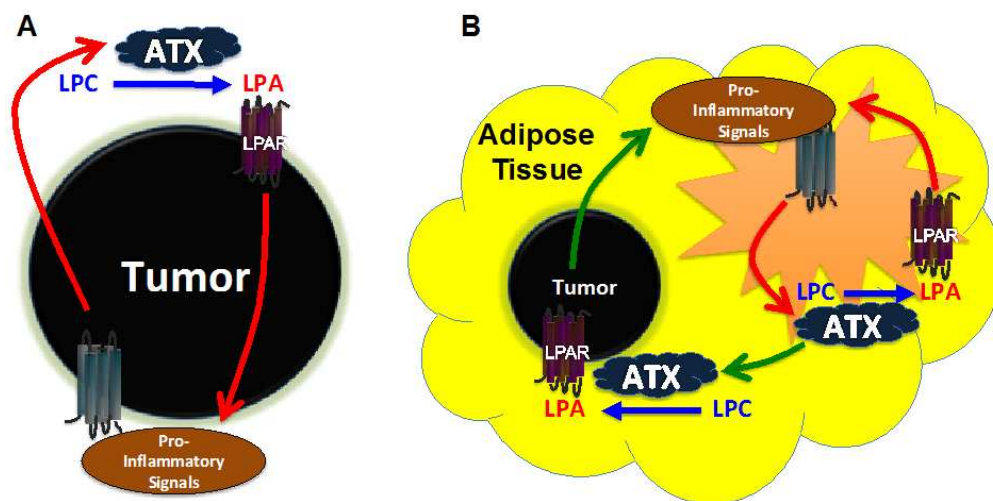 A
ATX
LPC
LPA
LPAR
Tumor
Pro-
Inflammatory
Signals
B
Pro-
Inflammatory
Signals
Adipose
Tissue
LPAR
Tumor
LPC
LPA
ATX
LPAR
ATX
LPA
LPC